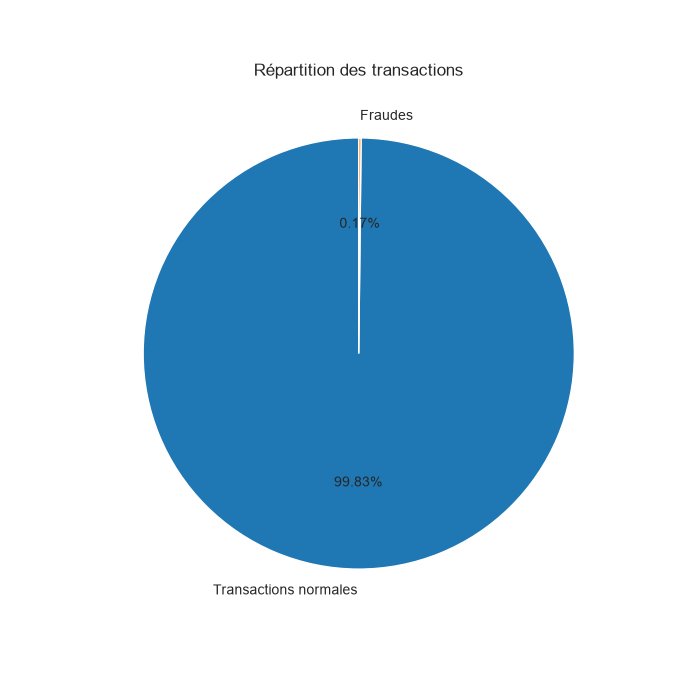 Répartition des transactions
Fraudes
0.17%
99.83%
Transactions normales